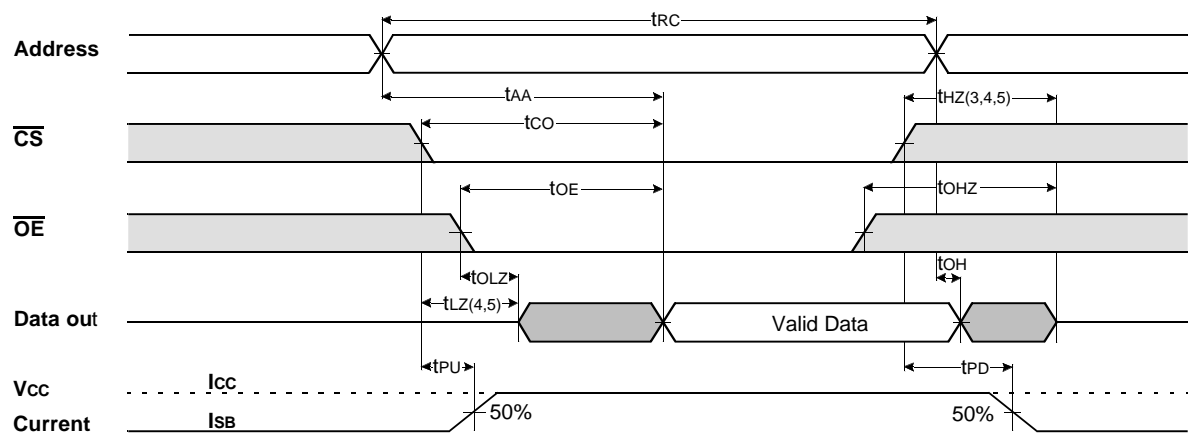 tRC
Address
tAA
tHZ(3,4,5)
CS
tCO
tOE
tOHZ
OE
tOLZ
tOH
tLZ(4,5)
Data out
Valid Data
tPU
tPD
VCC
ICC
50%
50%
Current
ISB